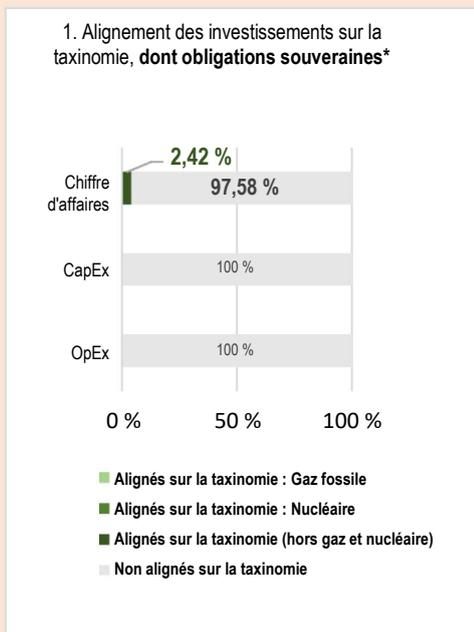 1. Alignement des investissements sur la
taxinomie, dont obligations souveraines*
2,42 %
Chiffre
d'affaires
97,58 %
CapEx
100 %
OpEx
100 %
0 %
50 %
100 %
Alignés sur la taxinomie : Gaz fossile
Alignés sur la taxinomie : Nucléaire
Alignés sur la taxinomie (hors gaz et nucléaire)
Non alignés sur la taxinomie